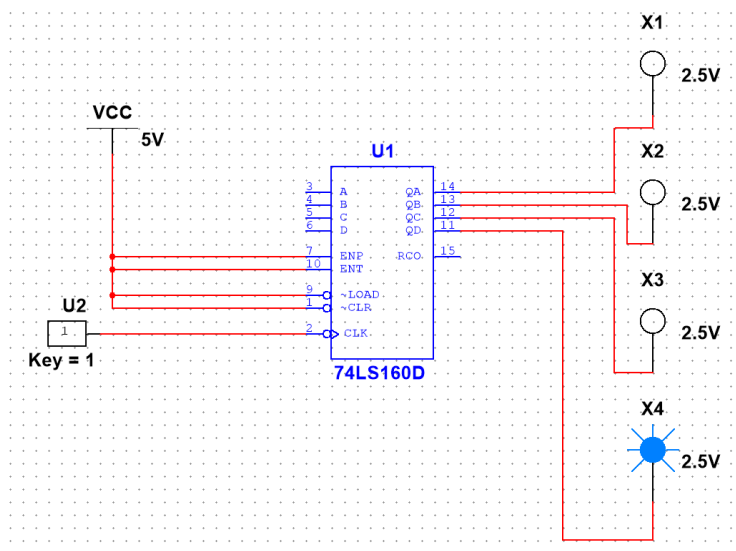 X1
2.5V
VCC
5V
U1
X2
2.5V
3 A QA 14
4 B QB 13
5 C QC 12
6 D QD 11
7 ENP RCO 15
10 ENT
9 ~LOAD
1 ~CLR
2 CLK
74LS160D
U2
1
Key = 1
X3
2.5V
X4
2.5V